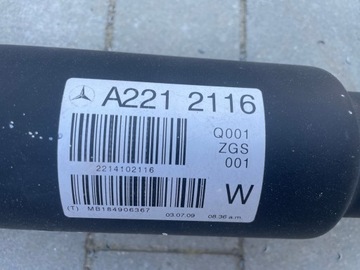 A221 2116
Q001
ZGS
001
2214102116
W
(T) MB184906367 03.07.09 08:36 a.m.